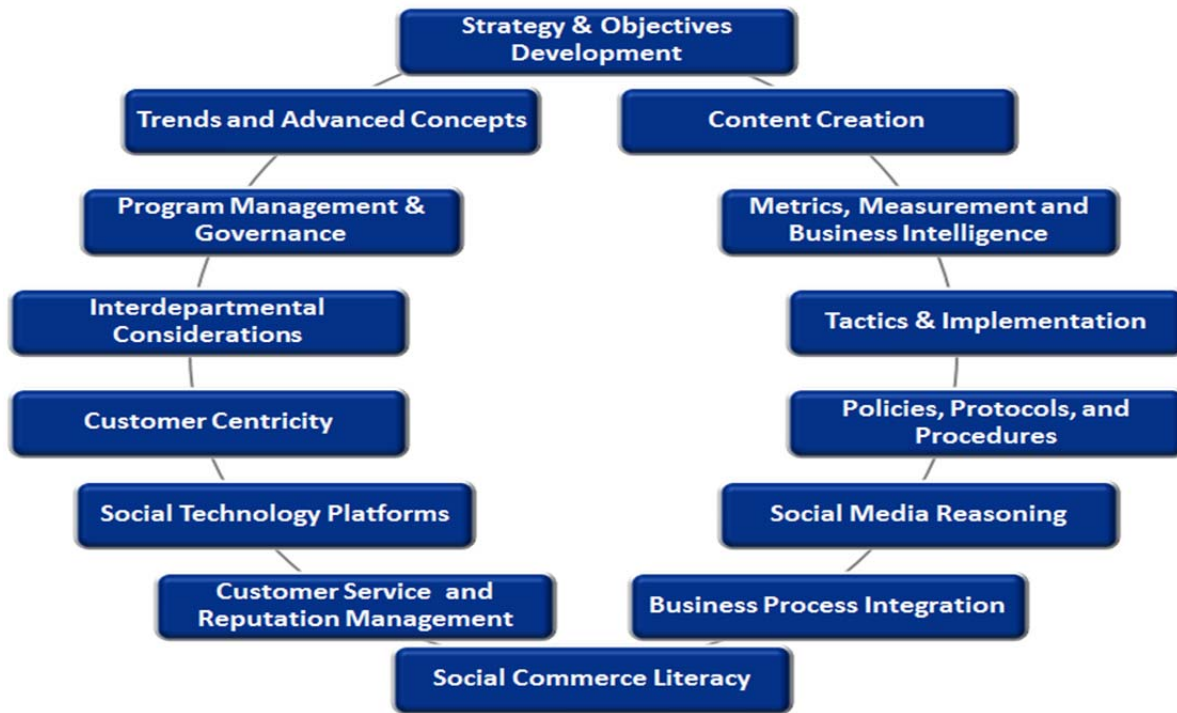 Strategy & Objectives
Development
Trends and Advanced Concepts
Content Creation
Program Management &
Governance
Metrics, Measurement and
Business Intelligence
Interdepartmental
Considerations
Tactics & Implementation
Customer Centricity
Policies, Protocols, and
Procedures
Social Technology Platforms
Social Media Reasoning
Customer Service and
Reputation Management
Business Process Integration
Social Commerce Literacy